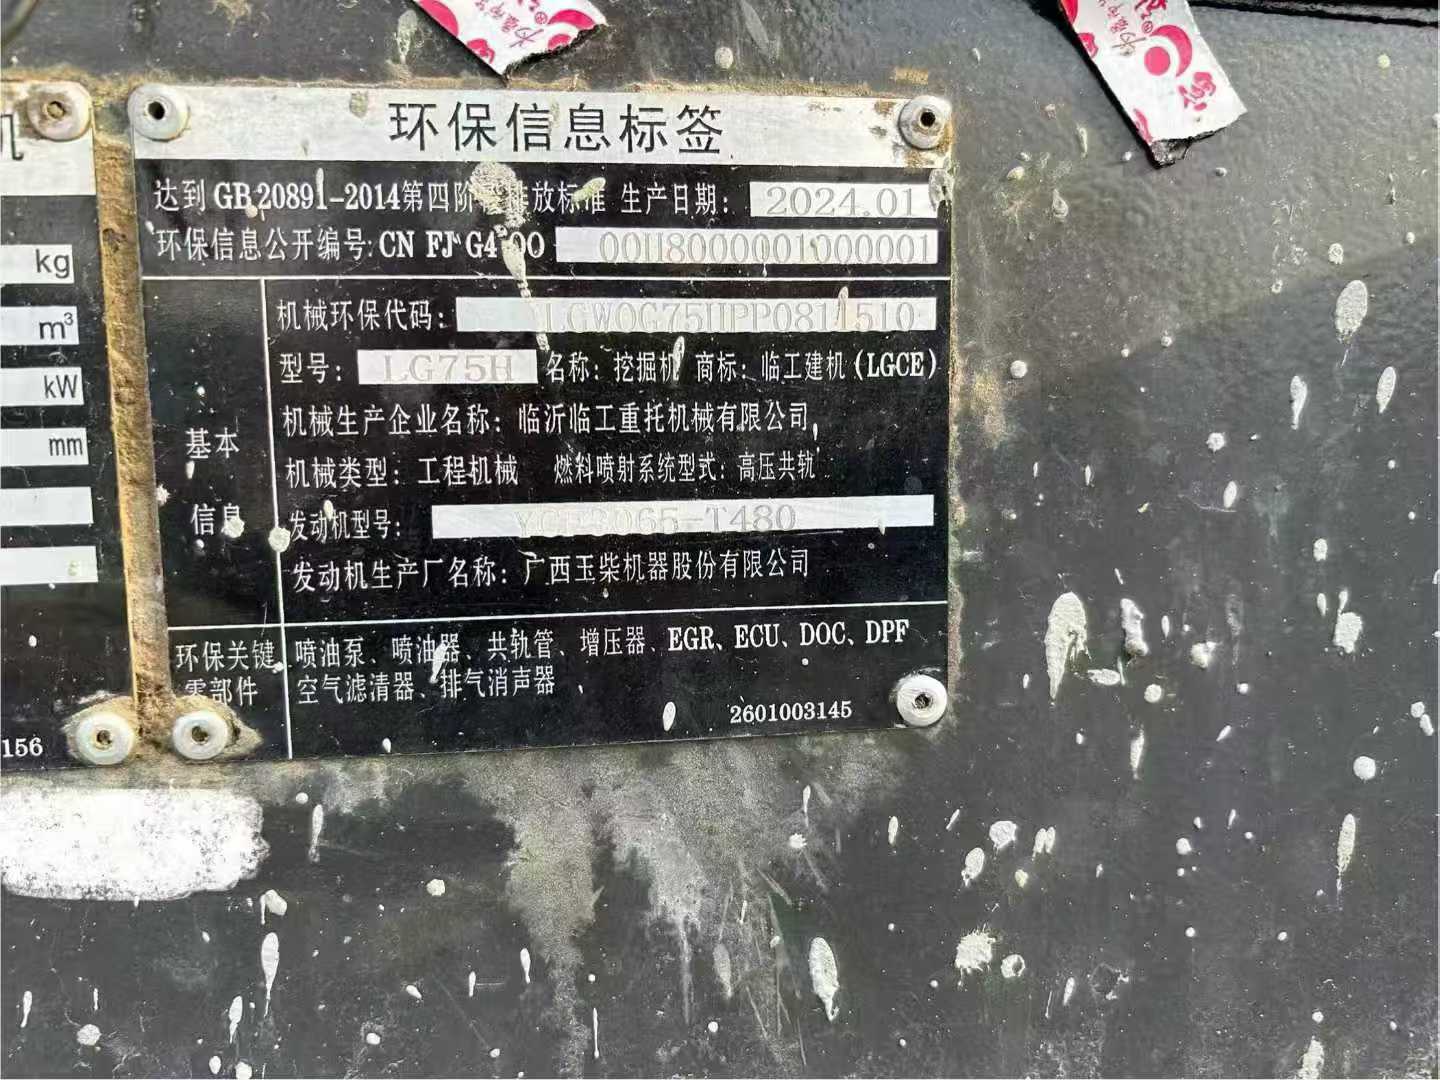 环保信息标签
达到 GB 20891-2014第四阶段排放标准 生产日期: 2024.01
环保信息公开编号: CN FJ G4 00 00H8000001000001
机械环保代码:
型号: LG75H 名称: 挖掘机 商标: 临工建机 (LGCE)
机械生产企业名称: 临沂临工重托机械有限公司
基本
信息
机械类型: 工程机械 燃料喷射系统型式: 高压共轨
发动机型号:
发动机生产厂名称: 广西玉柴机器股份有限公司
环保关键
零部件
喷油泵、喷油器、共轨管、增压器、EGR、ECU、DOC、DPF
空气滤清器、排气消声器
2601003145
kg
m³
kW
mm
156